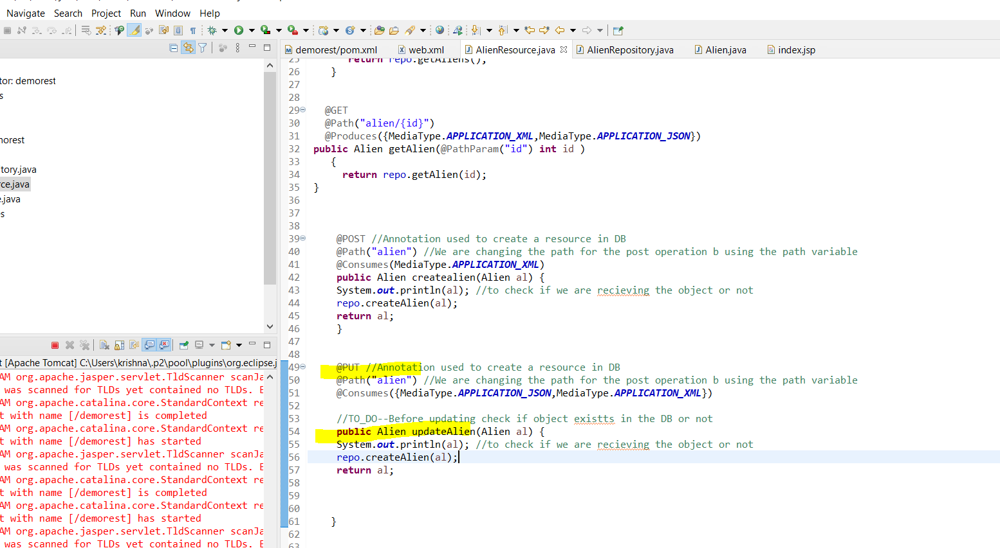 Navigate Search Project Run Window Help
demorest/pom.xml web.xml AlienResource.java AlienRepository.java Alien.java index.jsp
tor: demorest
s
morest
tory.java
rce.java
e.java
s
25 return repo.getAliens();
26 }
27
28
29 @GET
30 @Path("alien/{id}")
31 @Produces({MediaType.APPLICATION_XML,MediaType.APPLICATION_JSON})
32 public Alien getAlien(@PathParam("id") int id )
33 {
34 return repo.getAlien(id);
35 }
36
37
38
39 @POST //Annotation used to create a resource in DB
40 @Path("alien") //We are changing the path for the post operation b using the path variable
41 @Consumes(MediaType.APPLICATION_XML)
42 public Alien createalien(Alien al) {
43 System.out.println(al); //to check if we are recieving the object or not
44 repo.createAlien(al);
45 return al;
46 }
47
48
49 @PUT //Annotation used to create a resource in DB
50 @Path("alien") //We are changing the path for the post operation b using the path variable
51 @Consumes({MediaType.APPLICATION_JSON,MediaType.APPLICATION_XML})
52
53 //TO_DO--Before updating check if object existts in the DB or not
54 public Alien updateAlien(Alien al) {
55 System.out.println(al); //to check if we are recieving the object or not
56 repo.createAlien(al);
57 return al;
58
59
60
61 }
62
63
t [Apache Tomcat] C:\Users\krishna\.p2\pool\plugins\org.eclipse.j
AM org.apache.jasper.servlet.TldScanner scanJa
was scanned for TLDs yet contained no TLDs. E
AM org.apache.catalina.core.StandardContext re
t with name [/demorest] is completed
AM org.apache.catalina.core.StandardContext re
t with name [/demorest] has started
AM org.apache.jasper.servlet.TldScanner scanJa
was scanned for TLDs yet contained no TLDs. E
AM org.apache.catalina.core.StandardContext re
t with name [/demorest] is completed
AM org.apache.catalina.core.StandardContext re
t with name [/demorest] has started
AM org.apache.jasper.servlet.TldScanner scanJa
was scanned for TLDs yet contained no TLDs. E